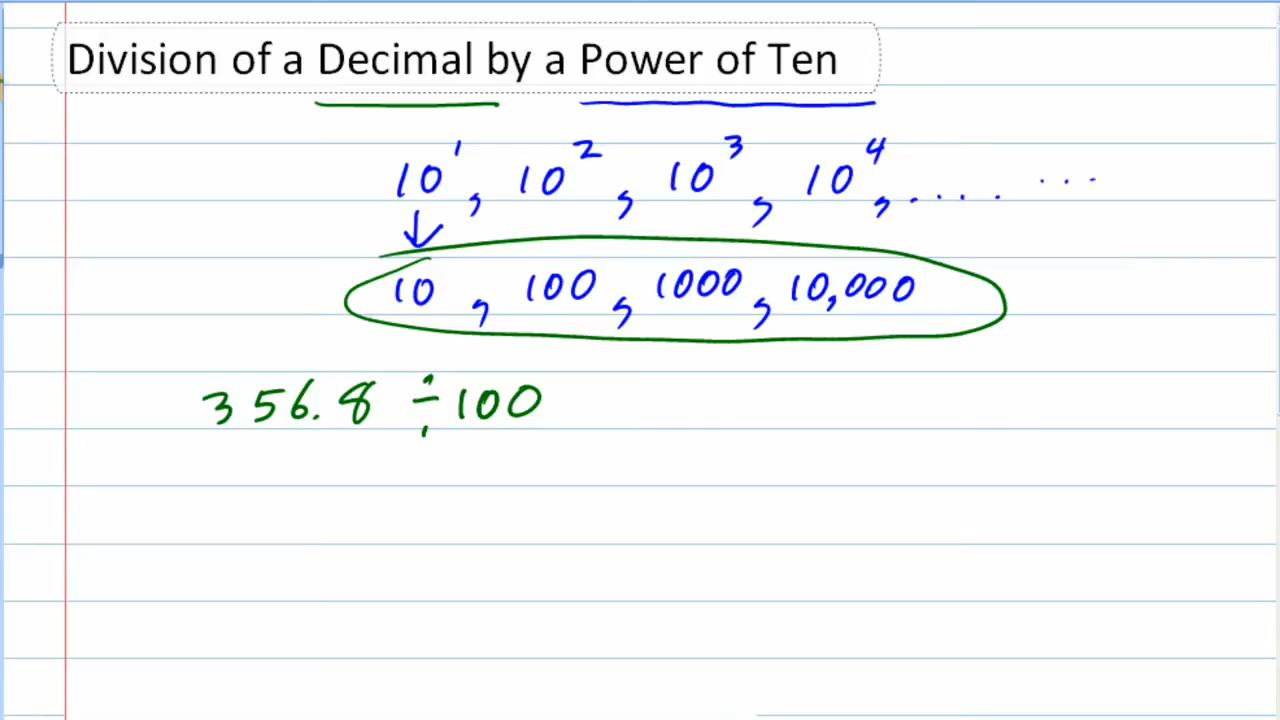 Division of a Decimal by a Power of Ten
10¹, 10², 10³, 10⁴, .... ...
10, 100, 1000, 10,000
356.8 ÷ 100